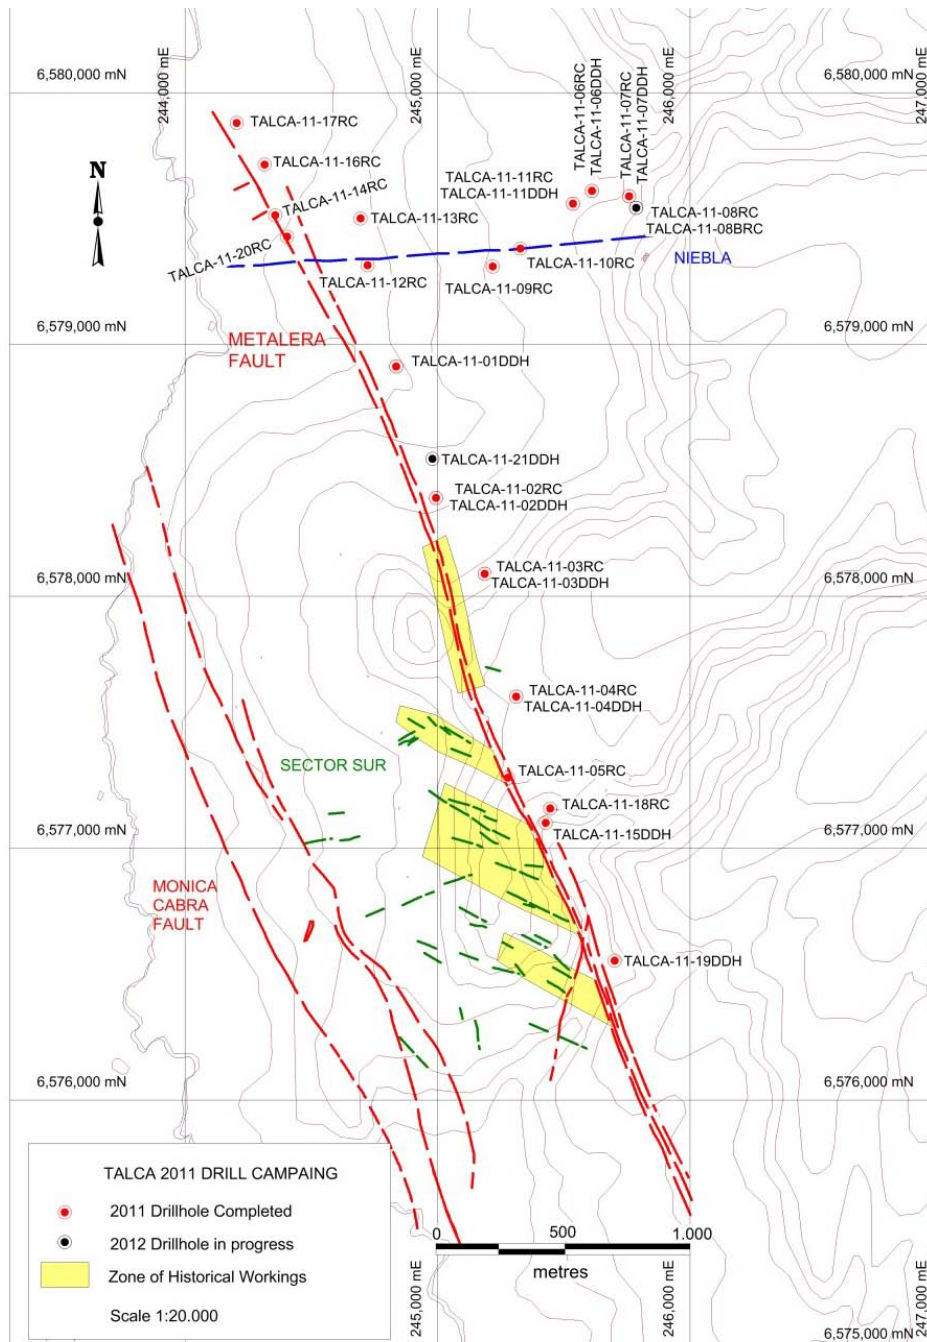 244,000 mE
245,000 mE
246,000 mE
247,000 mE
6,580,000 mN
6,580,000 mN
N
TALCA-11-17RC
TALCA-11-16RC
TALCA-11-14RC
TALCA-11-20RC
TALCA-11-13RC
TALCA-11-12RC
TALCA-11-11RC
TALCA-11-11DDH
TALCA-11-06RC
TALCA-11-06DDH
TALCA-11-07RC
TALCA-11-07DDH
TALCA-11-08RC
TALCA-11-08BRC
TALCA-11-10RC
TALCA-11-09RC
NIEBLA
6,579,000 mN
6,579,000 mN
METALERA
FAULT
TALCA-11-01DDH
TALCA-11-21DDH
TALCA-11-02RC
TALCA-11-02DDH
TALCA-11-03RC
TALCA-11-03DDH
6,578,000 mN
6,578,000 mN
TALCA-11-04RC
TALCA-11-04DDH
SECTOR SUR
TALCA-11-05RC
TALCA-11-18RC
TALCA-11-15DDH
6,577,000 mN
6,577,000 mN
MONICA
CABRA
FAULT
TALCA-11-19DDH
6,576,000 mN
6,576,000 mN
TALCA 2011 DRILL CAMPAING
2011 Drillhole Completed
2012 Drillhole in progress
Zone of Historical Workings
Scale 1:20.000
0 500 1.000
metres
245,000 mE
246,000 mE
247,000 mE
6,575,000 mN